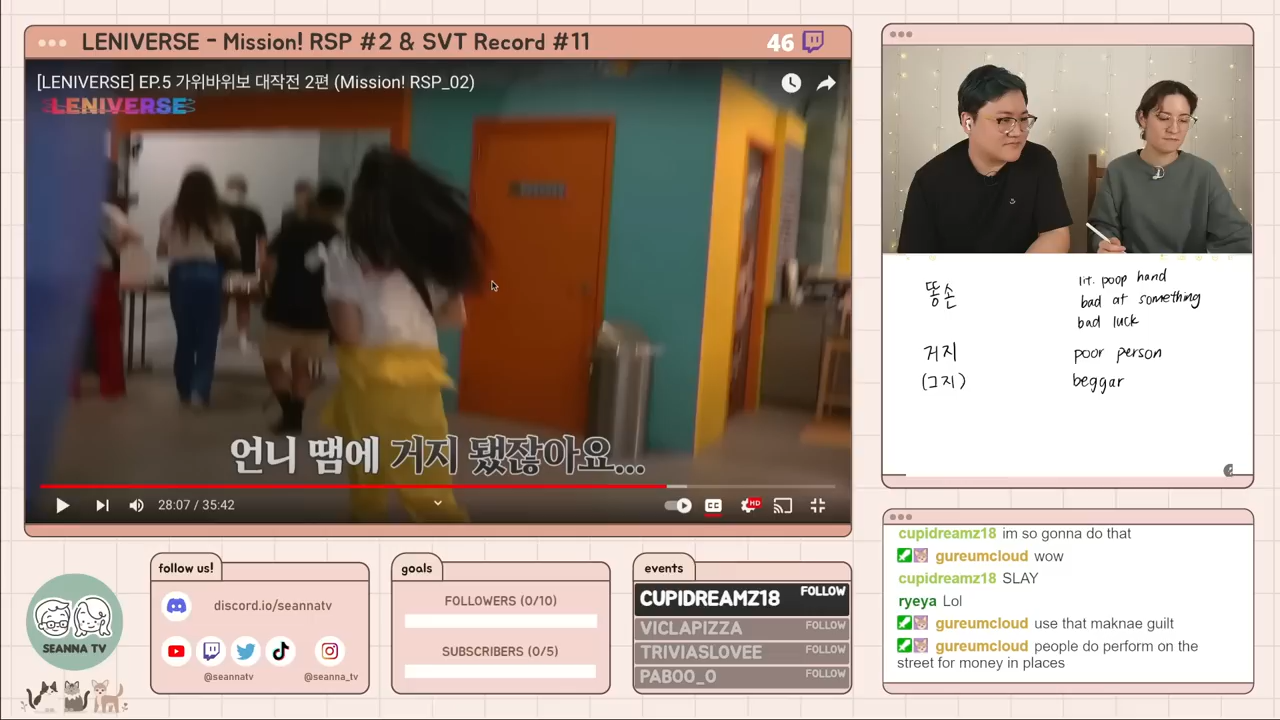 LENIVERSE - Mission! RSP #2 & SVT Record #11
46
[LENIVERSE] EP.5 가위바위보 대작전 2편 (Mission! RSP_02)
LENIVERSE
언니 땜에 거지 됐잖아요...
28:07 / 35:42
CC
HD
똥손
lit. poop hand
bad at something
bad luck
거지
poor person
(그지)
beggar
follow us!
discord.io/seannatv
@seannatv
@seanna_tv
SEANNA TV
goals
FOLLOWERS (0/10)
SUBSCRIBERS (0/5)
events
CUPIDREAMZ18 FOLLOW
VICLAPIZZA FOLLOW
TRIVIASLOVEE FOLLOW
PABOO_0 FOLLOW
cupidreamz18 im so gonna do that
gureumcloud wow
cupidreamz18 SLAY
ryeya Lol
gureumcloud use that maknae guilt
gureumcloud people do perform on the
street for money in places